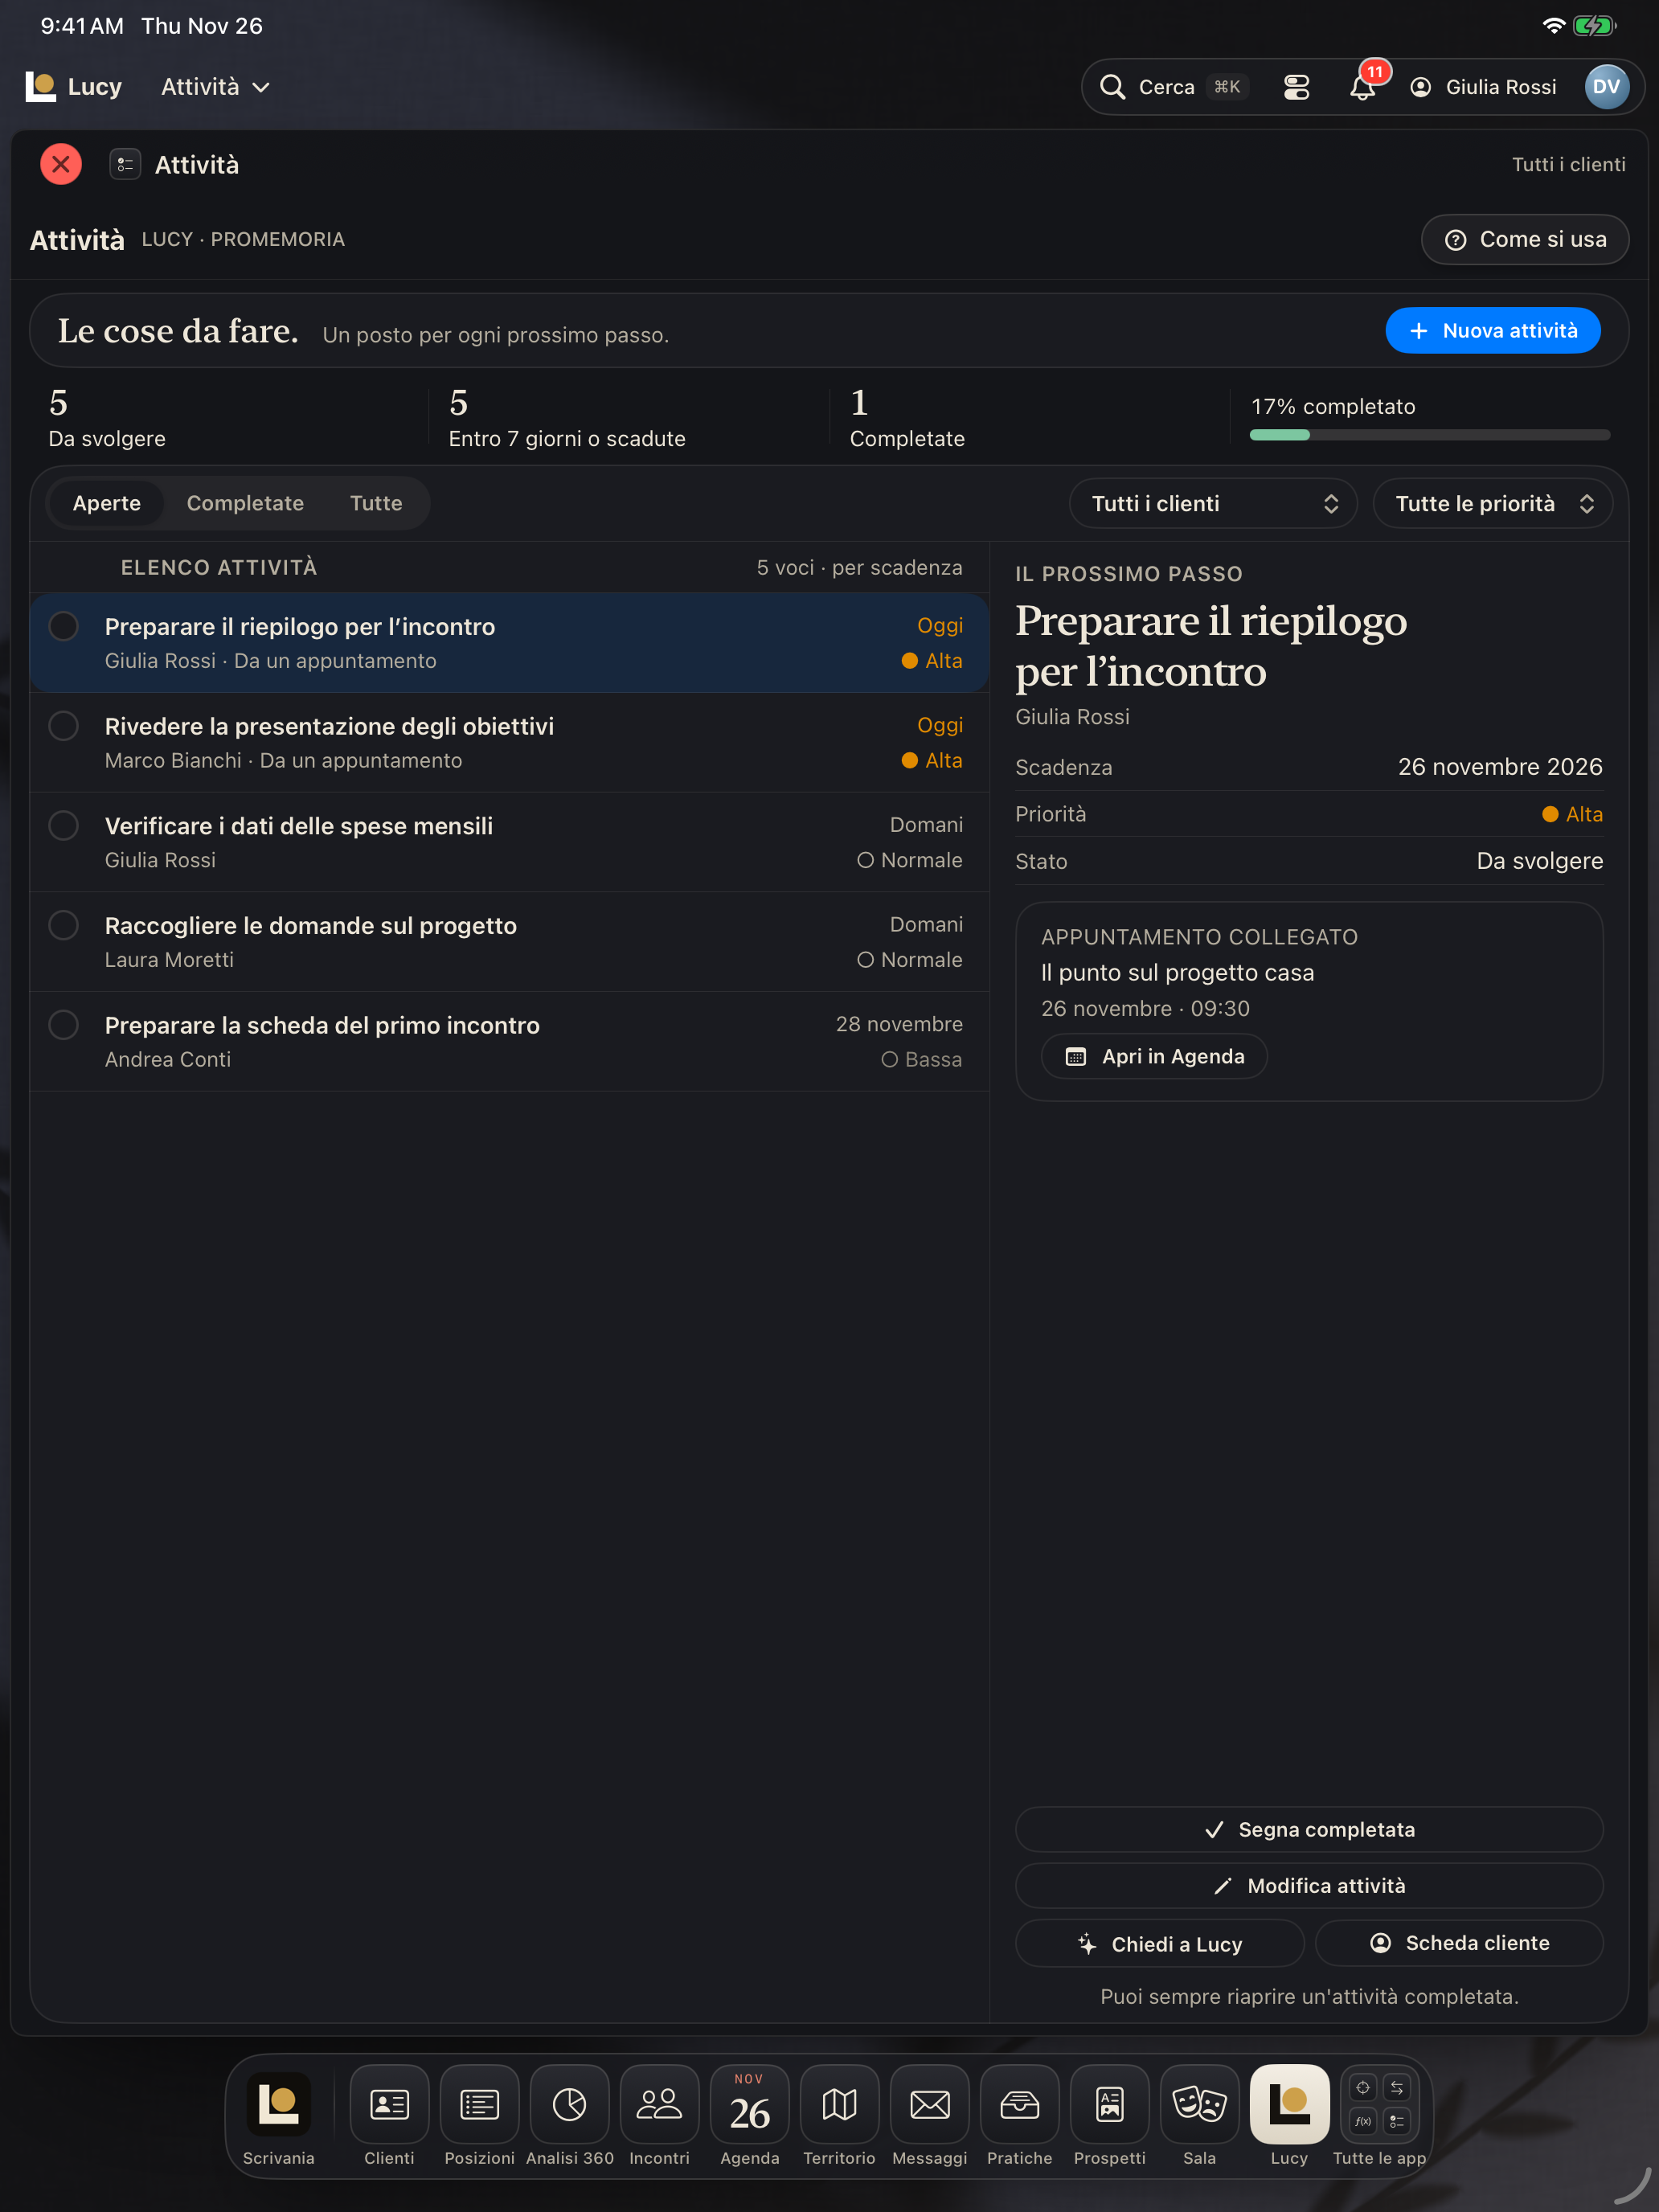 9:41 AM Thu Nov 26
Lucy
Attività
Cerca ⌘K
11
Giulia Rossi
DV
Attività
Tutti i clienti
Attività LUCY · PROMEMORIA
Come si usa
Le cose da fare. Un posto per ogni prossimo passo.
+ Nuova attività
5
Da svolgere
5
Entro 7 giorni o scadute
1
Completate
17% completato
Aperte Completate Tutte
Tutti i clienti
Tutte le priorità
ELENCO ATTIVITÀ
5 voci · per scadenza
Preparare il riepilogo per l’incontro
Oggi
Giulia Rossi · Da un appuntamento
Alta
Rivedere la presentazione degli obiettivi
Oggi
Marco Bianchi · Da un appuntamento
Alta
Verificare i dati delle spese mensili
Domani
Giulia Rossi
Normale
Raccogliere le domande sul progetto
Domani
Laura Moretti
Normale
Preparare la scheda del primo incontro
28 novembre
Andrea Conti
Bassa
IL PROSSIMO PASSO
Preparare il riepilogo
per l’incontro
Giulia Rossi
Scadenza 26 novembre 2026
Priorità Alta
Stato Da svolgere
APPUNTAMENTO COLLEGATO
Il punto sul progetto casa
26 novembre · 09:30
Apri in Agenda
Segna completata
Modifica attività
Chiedi a Lucy
Scheda cliente
Puoi sempre riaprire un'attività completata.
NOV
26
f(x)
Scrivania Clienti Posizioni Analisi 360 Incontri Agenda Territorio Messaggi Pratiche Prospetti Sala Lucy Tutte le app